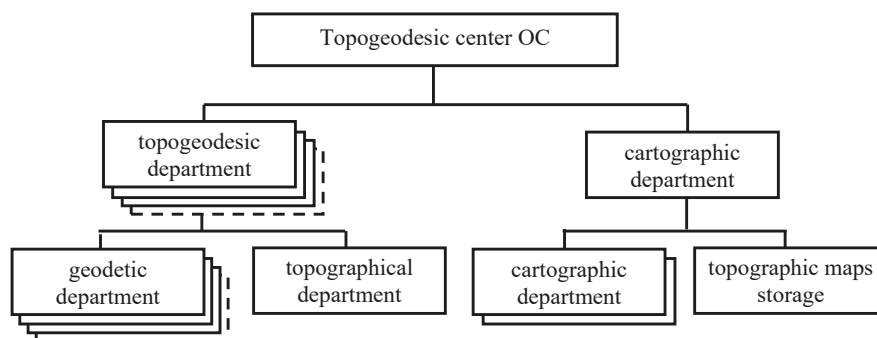 Topogeodesic center OC
topogeodesic
department
cartographic
department
geodetic
department
topographical
department
cartographic
department
topographic maps
storage